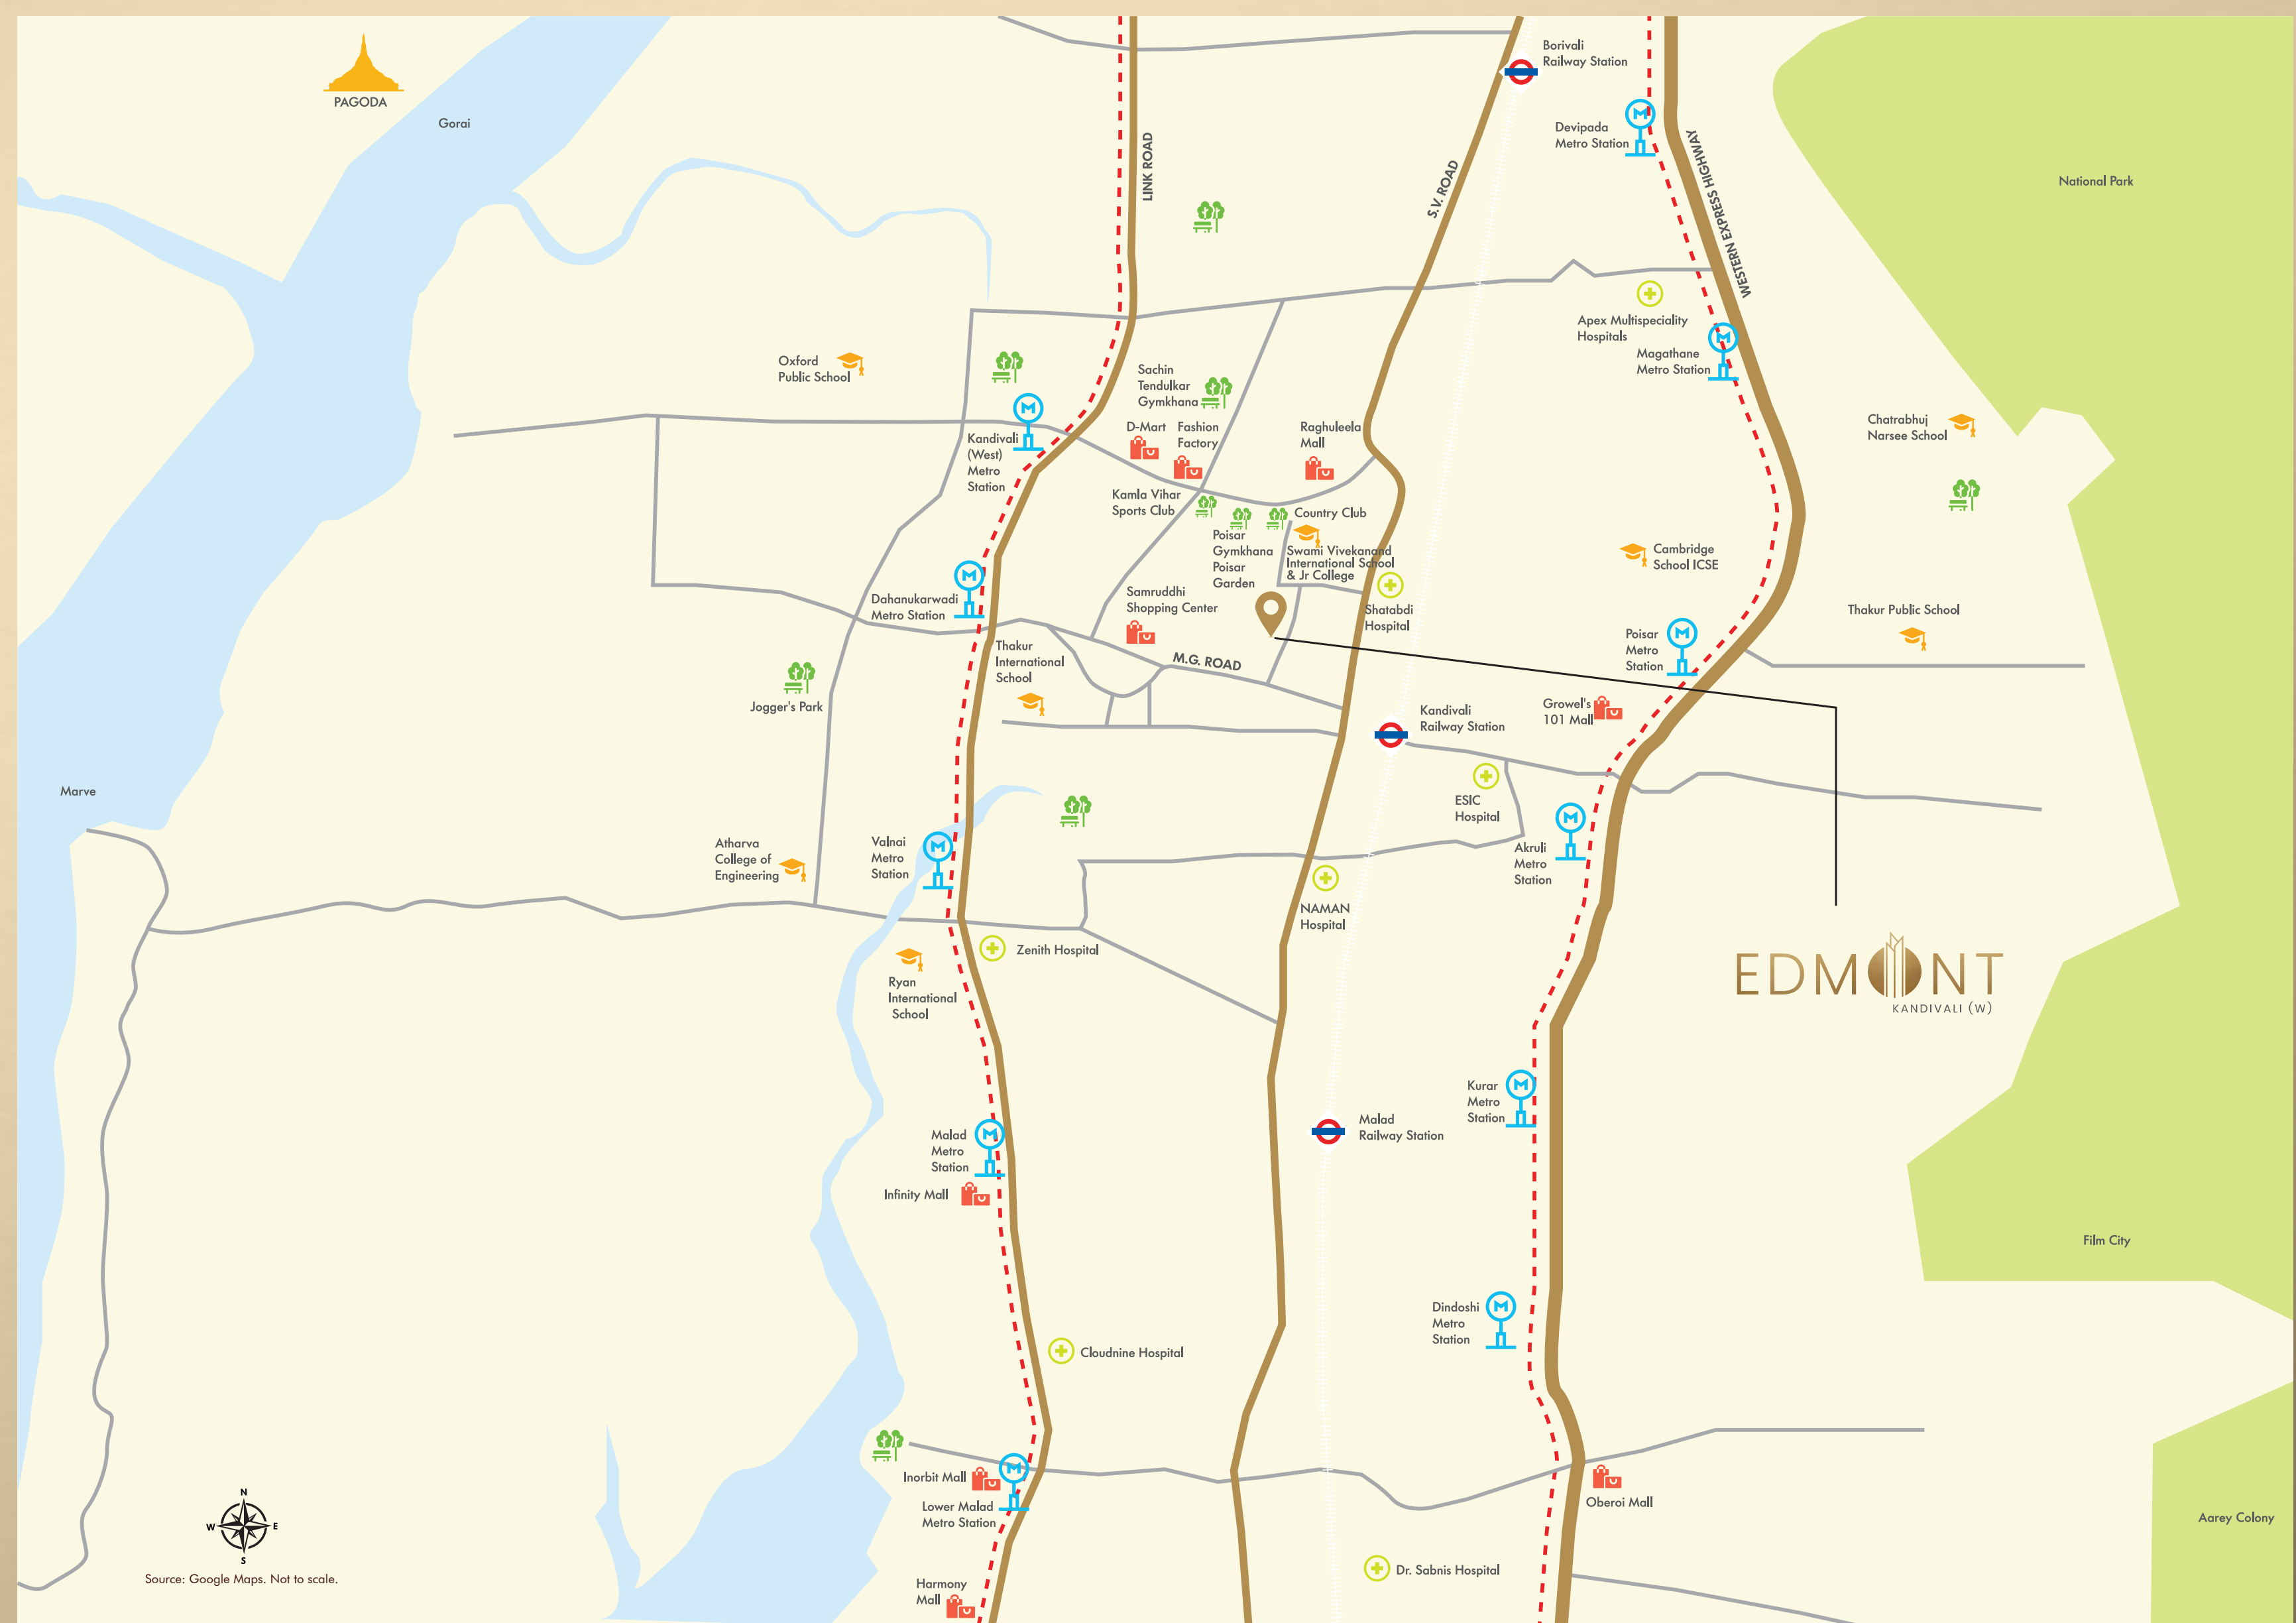 PAGODA
Gorai
LINK ROAD
S.V. ROAD
Borivali
Railway Station
Devipada
Metro Station
WESTERN EXPRESS HIGHWAY
National Park
Apex Multispeciality
Hospitals
Magathane
Metro Station
Oxford
Public School
Sachin
Tendulkar
Gymkhana
D-Mart
Fashion
Factory
Raghuleela
Mall
Kandivali
(West)
Metro
Station
Chatrabhuj
Narsee School
Kamla Vihar
Sports Club
Country Club
Poisar
Gymkhana
Poisar
Garden
Swami Vivekanand
International School
& Jr College
Cambridge
School ICSE
Dahanukarwadi
Metro Station
Samruddhi
Shopping Center
Shatabdi
Hospital
Thakur Public School
Poisar
Metro
Station
Thakur
International
School
M.G. ROAD
Jogger's Park
Kandivali
Railway Station
Growel's
101 Mall
Marve
ESIC
Hospital
Atharva
College of
Engineering
Valnai
Metro
Station
Akruli
Metro
Station
NAMAN
Hospital
Zenith Hospital
Ryan
International
School
EDMONT
KANDIVALI (W)
Kurar
Metro
Station
Malad
Railway Station
Malad
Metro
Station
Infinity Mall
Film City
Dindoshi
Metro
Station
Cloudnine Hospital
Inorbit Mall
Lower Malad
Metro Station
Oberoi Mall
Aarey Colony
N
W
E
S
Source: Google Maps. Not to scale.
Dr. Sabnis Hospital
Harmony
Mall